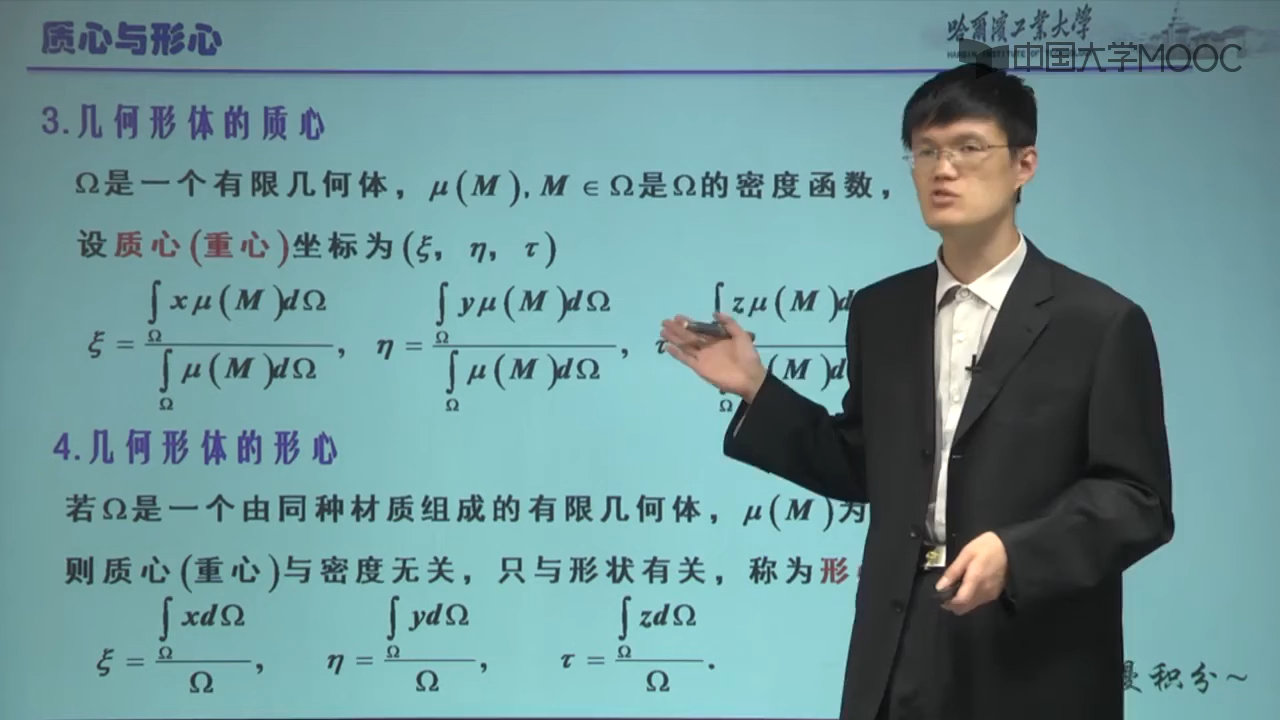 质心与形心
哈尔滨工业大学
中国大学MOOC
3.几何形体的质心
Ω是一个有限几何体，μ(M),M∈Ω是Ω的密度函数，
设质心(重心)坐标为(ξ，η，τ)
ξ = ∫_Ω xμ(M)dΩ / ∫_Ω μ(M)dΩ， η = ∫_Ω yμ(M)dΩ / ∫_Ω μ(M)dΩ， ∫ zμ(M)d (M)d
4.几何形体的形心
若Ω是一个由同种材质组成的有限几何体，μ(M)为
则质心(重心)与密度无关，只与形状有关，称为形
ξ = ∫_Ω xdΩ / Ω， η = ∫_Ω ydΩ / Ω， τ = ∫_Ω zdΩ / Ω.
积分~